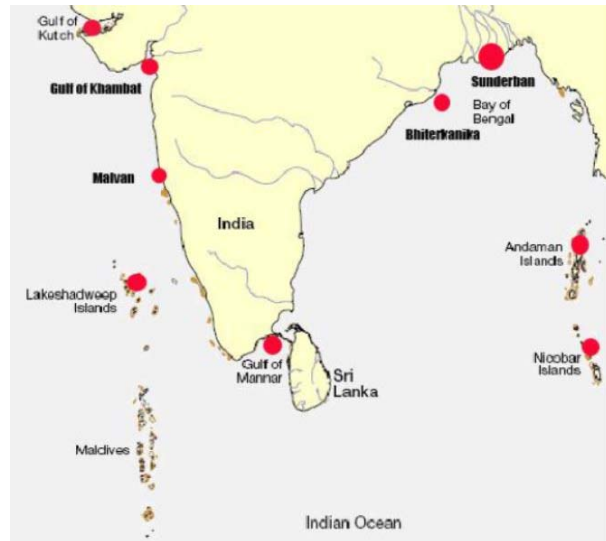 Gulf of
Kutch
Gulf of Khambat
Sunderban
Bay of
Bengal
Bhiterkanika
Malvan
India
Andaman
Islands
Lakeshadweep
Islands
Gulf of
Mannar
Sri
Lanka
Nicobar
Islands
Maldives
Indian Ocean